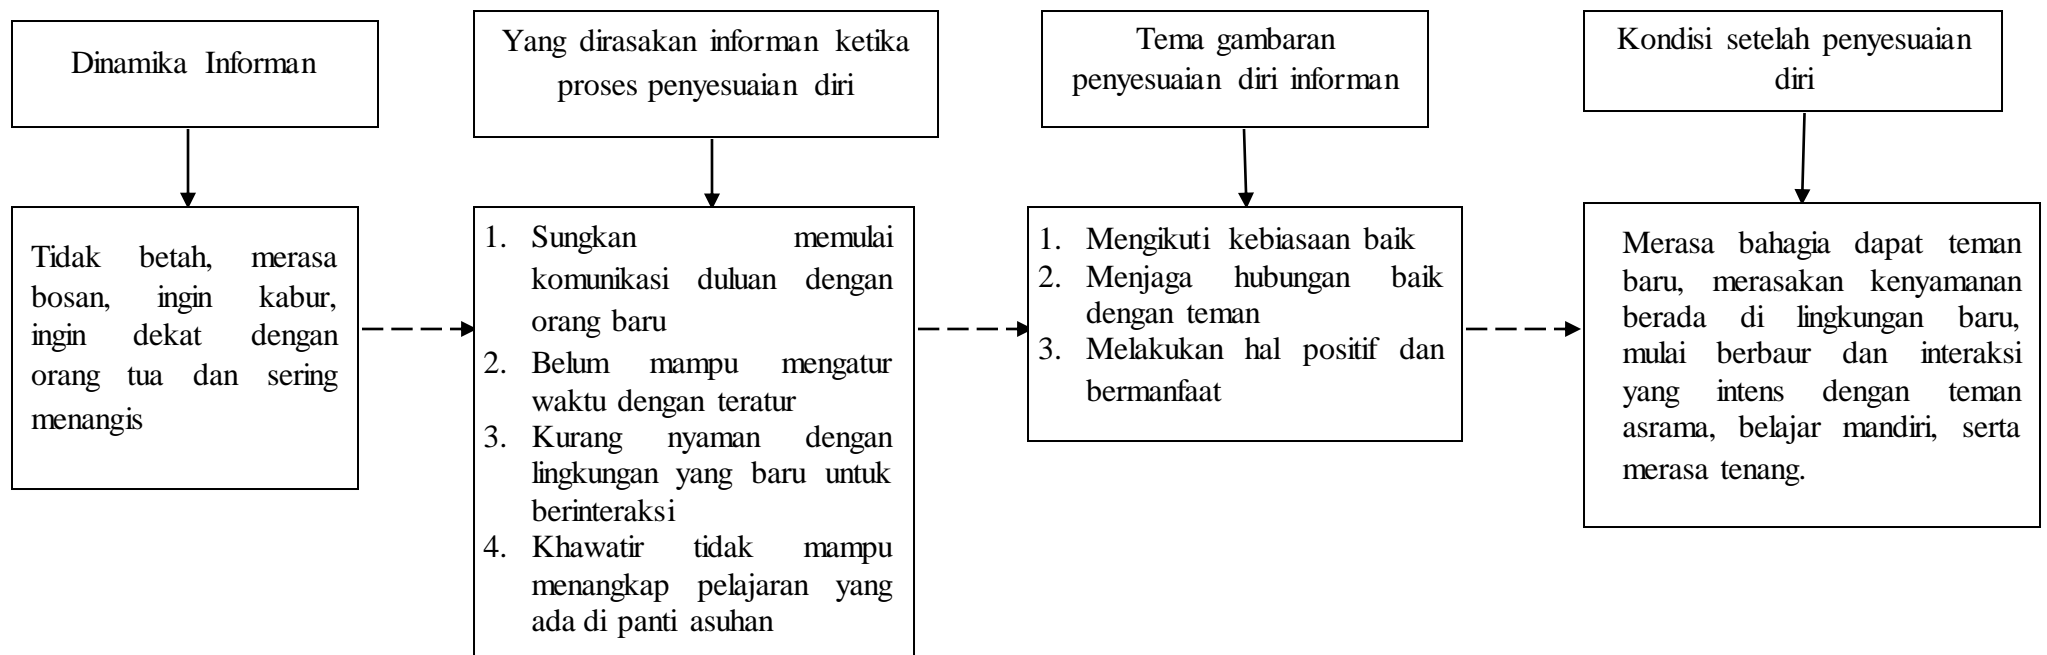 Dinamika Informan
Yang dirasakan informan ketika
proses penyesuaian diri
Tema gambaran
penyesuaian diri informan
Kondisi setelah penyesuaian
diri
Tidak betah, merasa
bosan, ingin kabur,
ingin dekat dengan
orang tua dan sering
menangis
1. Sungkan memulai
komunikasi duluan dengan
orang baru
2. Belum mampu mengatur
waktu dengan teratur
3. Kurang nyaman dengan
lingkungan yang baru untuk
berinteraksi
4. Khawatir tidak mampu
menangkap pelajaran yang
ada di panti asuhan
1. Mengikuti kebiasaan baik
2. Menjaga hubungan baik
dengan teman
3. Melakukan hal positif dan
bermanfaat
Merasa bahagia dapat teman
baru, merasakan kenyamanan
berada di lingkungan baru,
mulai berbaur dan interaksi
yang intens dengan teman
asrama, belajar mandiri, serta
merasa tenang.